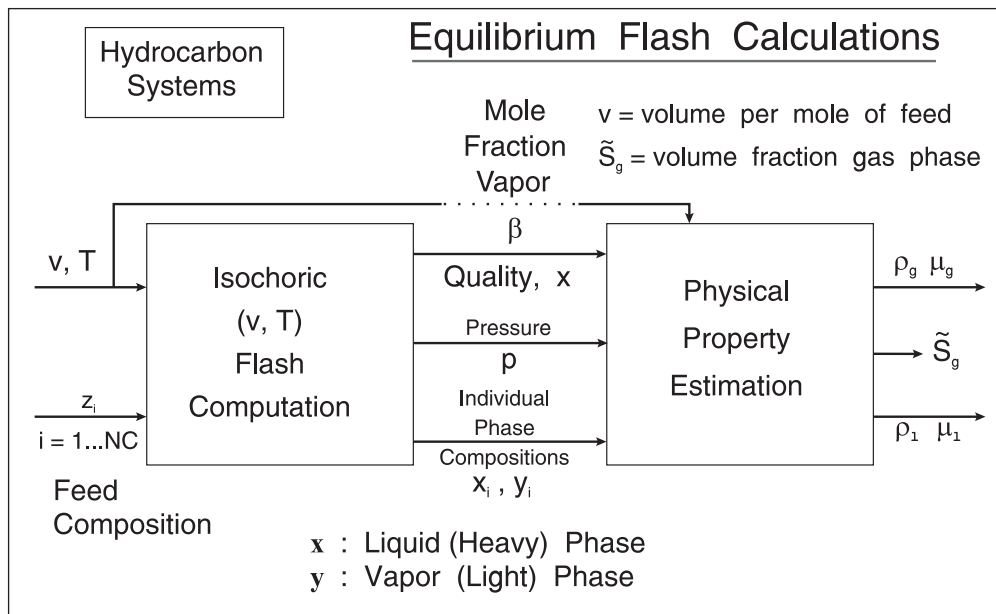 Hydrocarbon
Systems
Equilibrium Flash Calculations
Mole
Fraction
Vapor
v = volume per mole of feed
S̃g = volume fraction gas phase
v, T
zᵢ
i = 1...NC
Feed
Composition
Isochoric
(v, T)
Flash
Computation
β
Quality, x
Pressure
p
Individual
Phase
Compositions
xᵢ , yᵢ
Physical
Property
Estimation
ρg μg
S̃g
ρ₁ μ₁
x : Liquid (Heavy) Phase
y : Vapor (Light) Phase